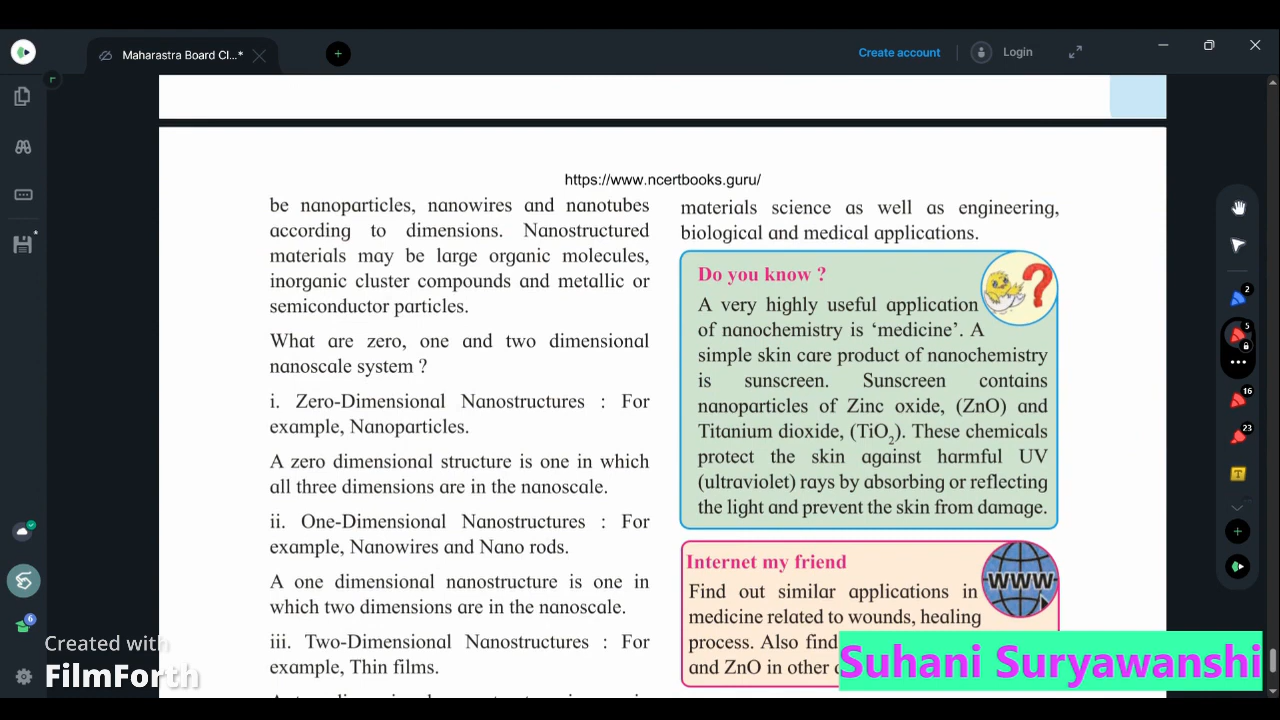 Maharastra Board Cl...*
+
Create account
Login
https://www.ncertbooks.guru/
be nanoparticles, nanowires and nanotubes
according to dimensions. Nanostructured
materials may be large organic molecules,
inorganic cluster compounds and metallic or
semiconductor particles.
What are zero, one and two dimensional
nanoscale system ?
i. Zero-Dimensional Nanostructures : For
example, Nanoparticles.
A zero dimensional structure is one in which
all three dimensions are in the nanoscale.
ii. One-Dimensional Nanostructures : For
example, Nanowires and Nano rods.
A one dimensional nanostructure is one in
which two dimensions are in the nanoscale.
iii. Two-Dimensional Nanostructures : For
example, Thin films.
materials science as well as engineering,
biological and medical applications.
Do you know ?
A very highly useful application
of nanochemistry is ‘medicine’. A
simple skin care product of nanochemistry
is sunscreen. Sunscreen contains
nanoparticles of Zinc oxide, (ZnO) and
Titanium dioxide, (TiO₂). These chemicals
protect the skin against harmful UV
(ultraviolet) rays by absorbing or reflecting
the light and prevent the skin from damage.
Internet my friend
WWW
Find out similar applications in
medicine related to wounds, healing
process. Also find
and ZnO in other
2
5
16
23
T
6
Created with
FilmForth
Suhani Suryawanshi